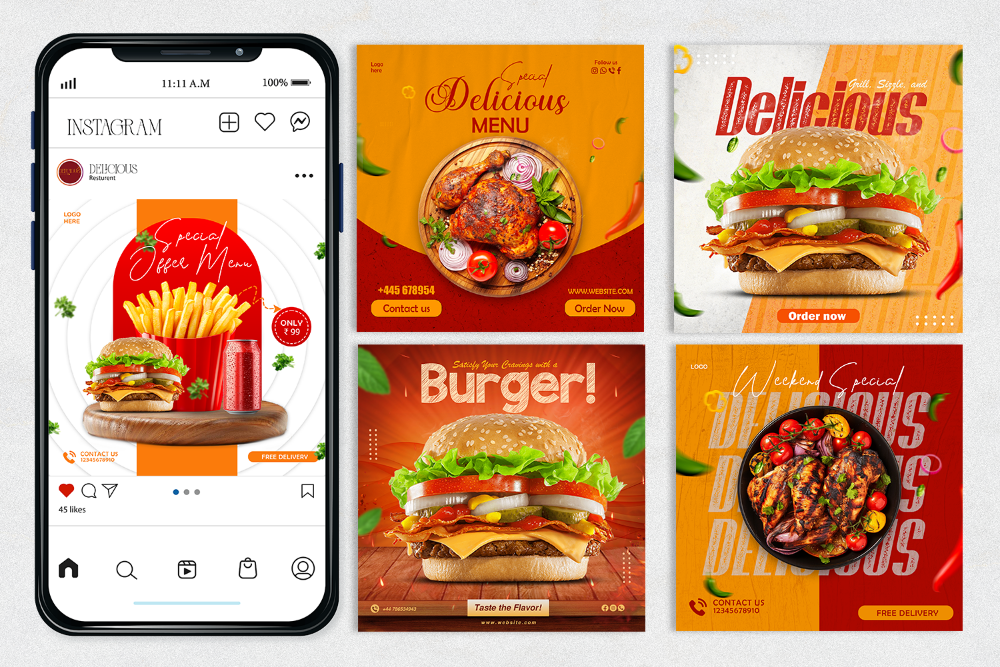 11:11 A.M
100%
INSTAGRAM
DELICIOUS
Resturent
LOGO
HERE
Special
Offer Menu
ONLY
₹ 99
CONTACT US
12345678910
FREE DELIVERY
45 likes
Logo
here
Follow us
Special
Delicious
MENU
+445 678954
Contact us
WWW.WEBSITE.COM
Order Now
Grill, Sizzle, and
Delicious
Order now
Satisfy Your Cravings with a
Burger!
+44 786534943
Taste the Flavor!
www.website.com
LOGO
Weekend Special
DELICIOUS
DELICIOUS
DELICIOUS
CONTACT US
12345678910
FREE DELIVERY